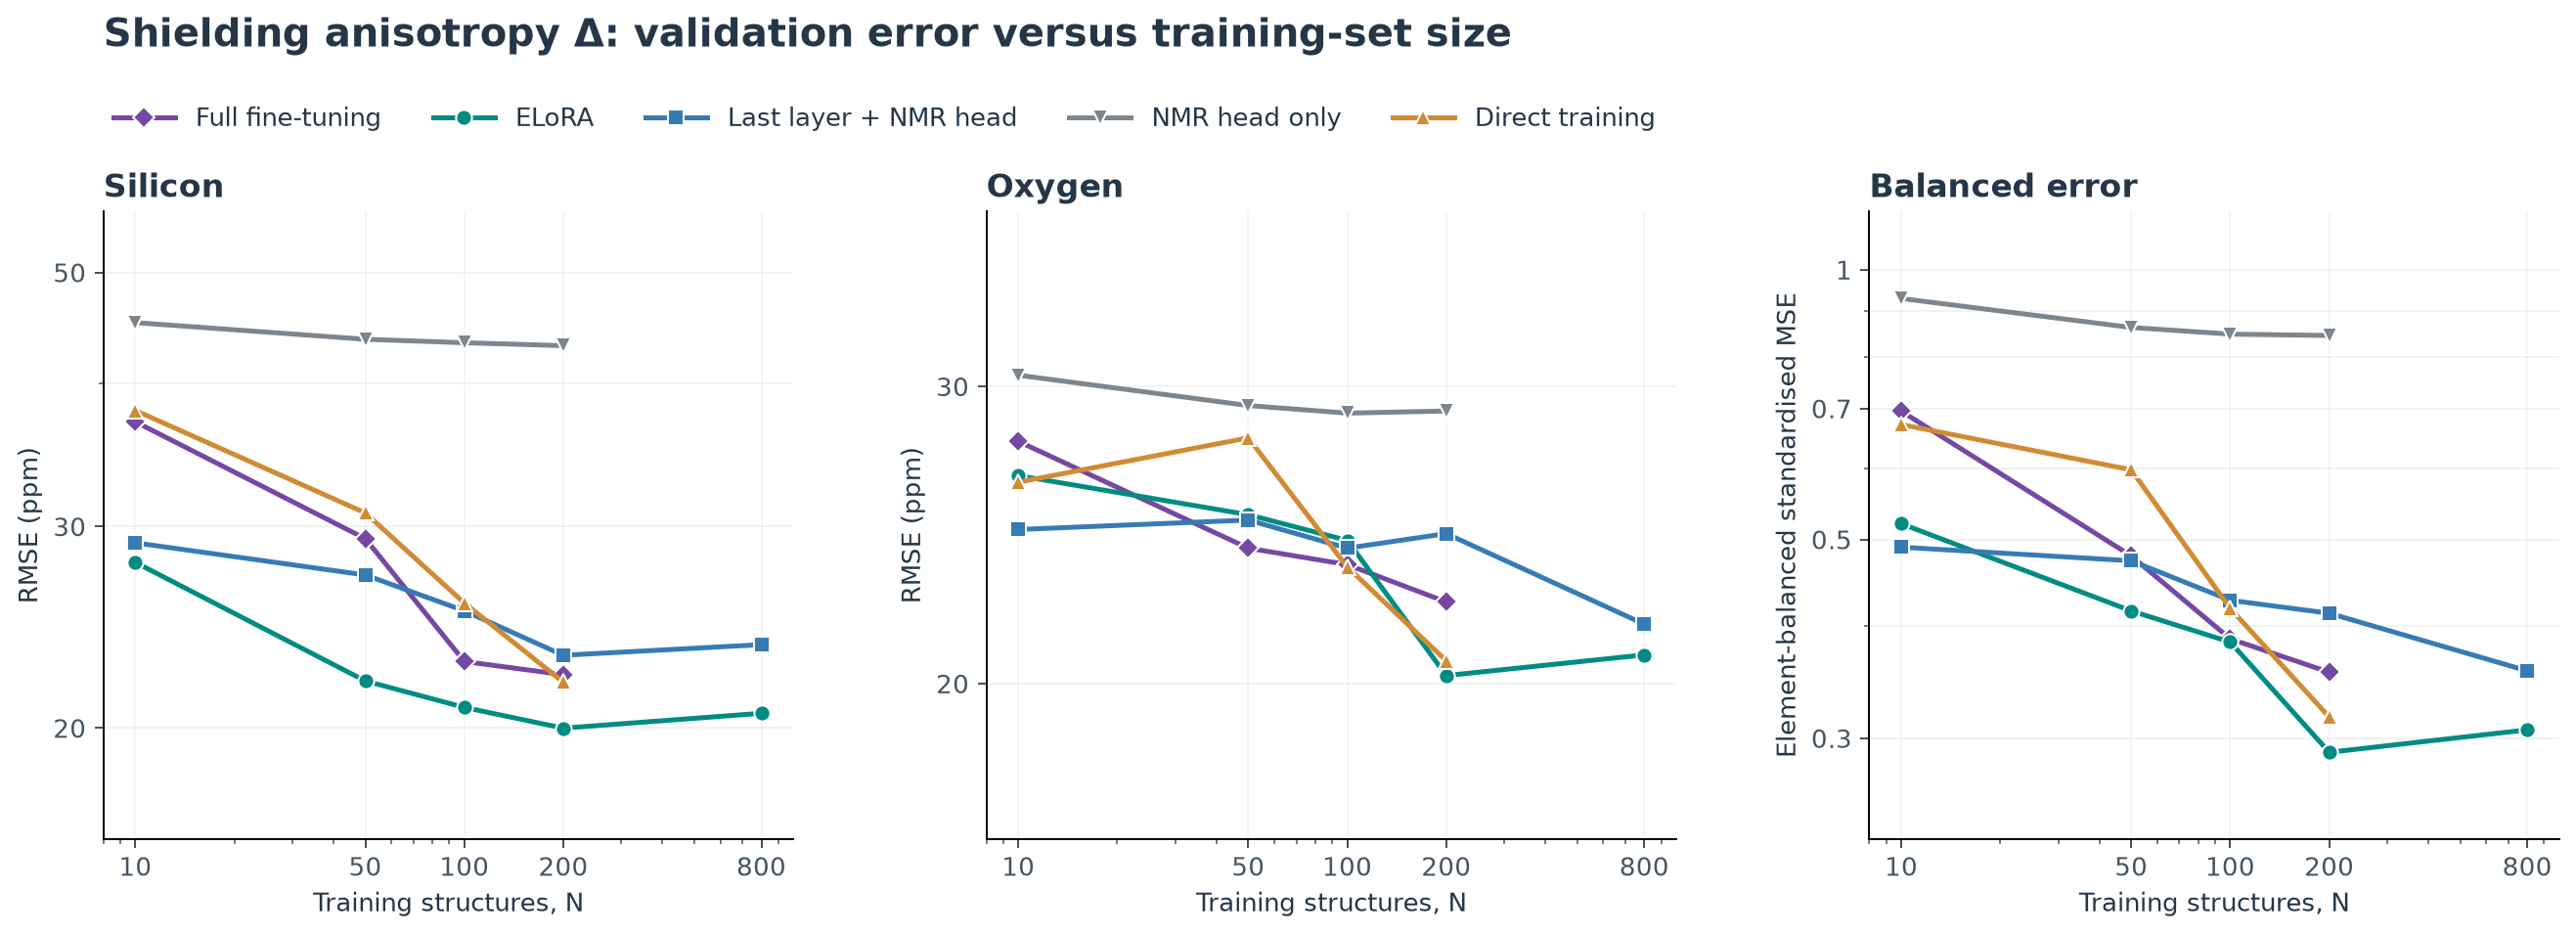 Shielding anisotropy Δ: validation error versus training-set size
Full fine-tuning
ELoRA
Last layer + NMR head
NMR head only
Direct training
Silicon
RMSE (ppm)
50
30
20
10
50
100
200
800
Training structures, N
Oxygen
RMSE (ppm)
30
20
10
50
100
200
800
Training structures, N
Balanced error
Element-balanced standardised MSE
1
0.7
0.5
0.3
10
50
100
200
800
Training structures, N